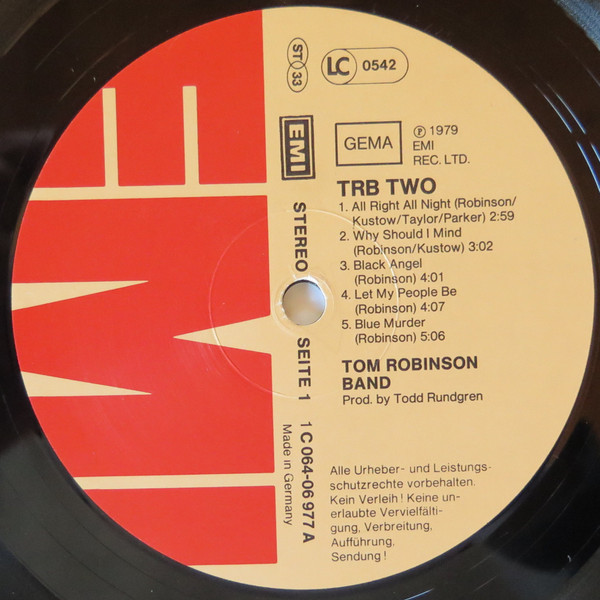 ST 33
LC 0542
EMI
GEMA
℗ 1979
EMI
REC. LTD.
TRB TWO
1. All Right All Night (Robinson/
Kustow/Taylor/Parker) 2:59
2. Why Should I Mind
(Robinson/Kustow) 3:02
3. Black Angel
(Robinson) 4:01
4. Let My People Be
(Robinson) 4:07
5. Blue Murder
(Robinson) 5:06
TOM ROBINSON
BAND
Prod. by Todd Rundgren
STEREO SEITE 1 1 C 064-06 977 A
Made in Germany
Alle Urheber- und Leistungs-
schutzrechte vorbehalten.
Kein Verleih! Keine un-
erlaubte Vervielfälti-
gung, Verbreitung,
Aufführung,
Sendung!
EMI